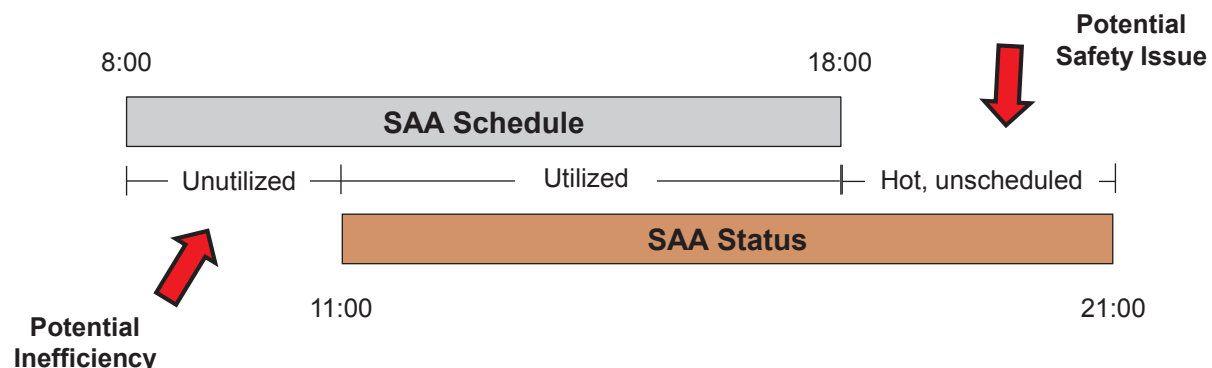 Potential
Safety Issue
8:00
18:00
SAA Schedule
Unutilized
Utilized
Hot, unscheduled
SAA Status
11:00
21:00
Potential
Inefficiency